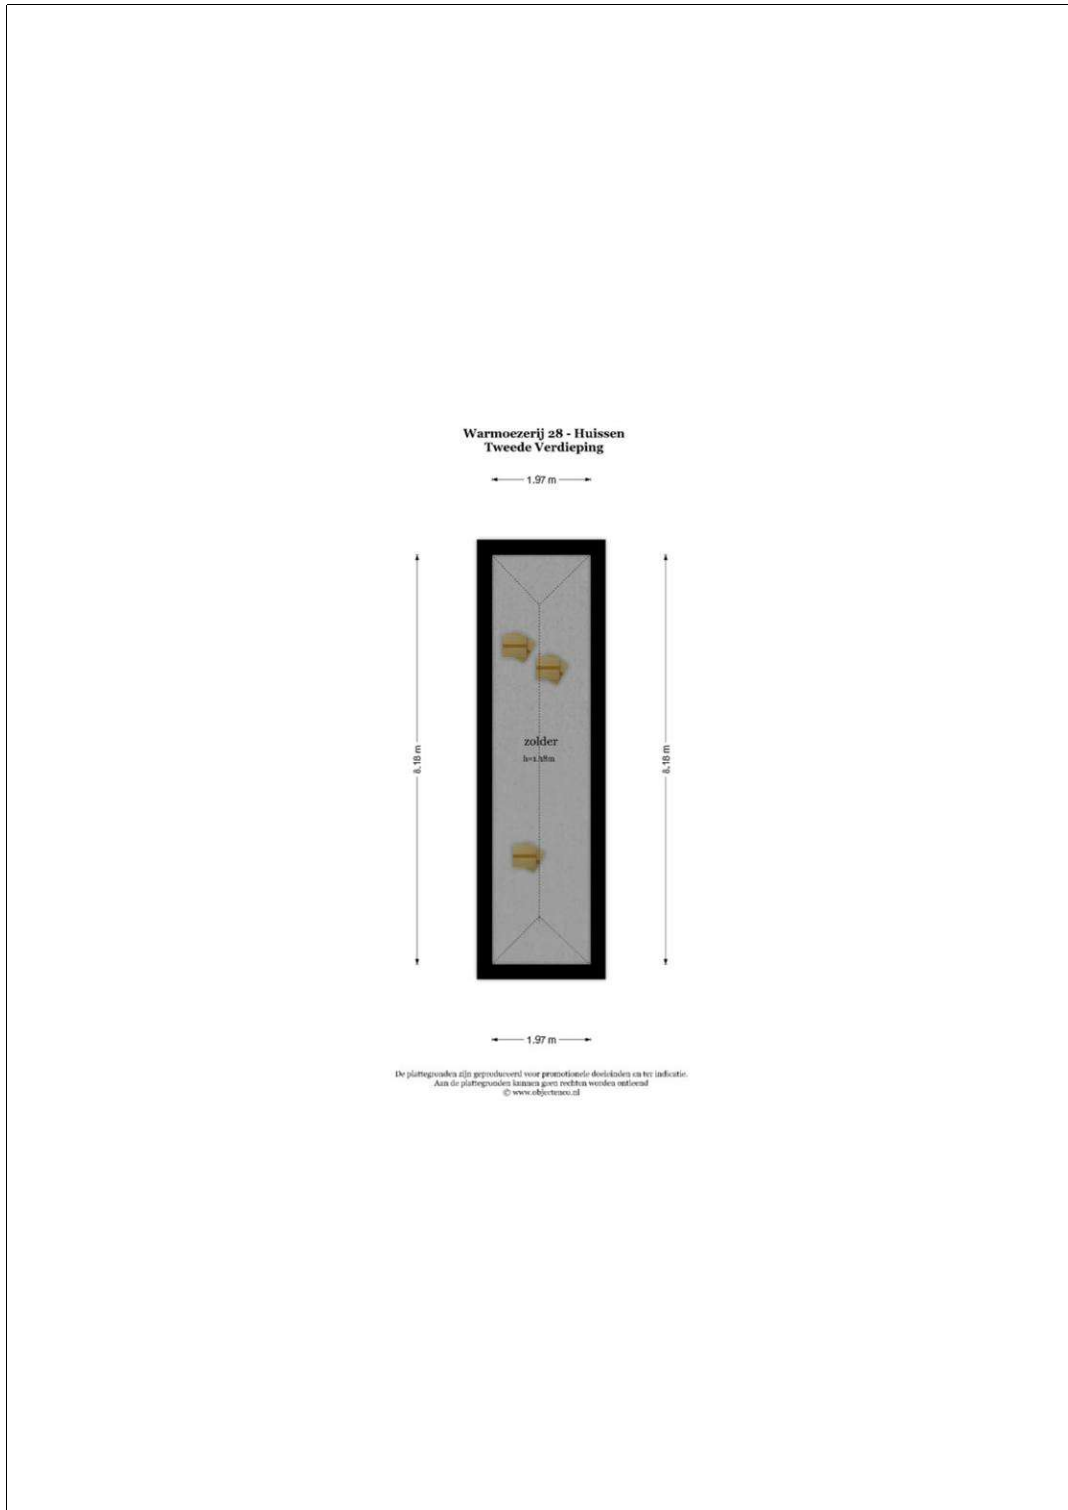 Warmoezerij 28 - Huissen
Tweede Verdieping
1.97 m
8.18 m
8.18 m
zolder
1.97 m
De plattegronden zijn geproduceerd voor promotionele doeleinden en ter indicatie.
Aan de plattegronden kunnen geen rechten worden ontleend
© www.objectenco.nl